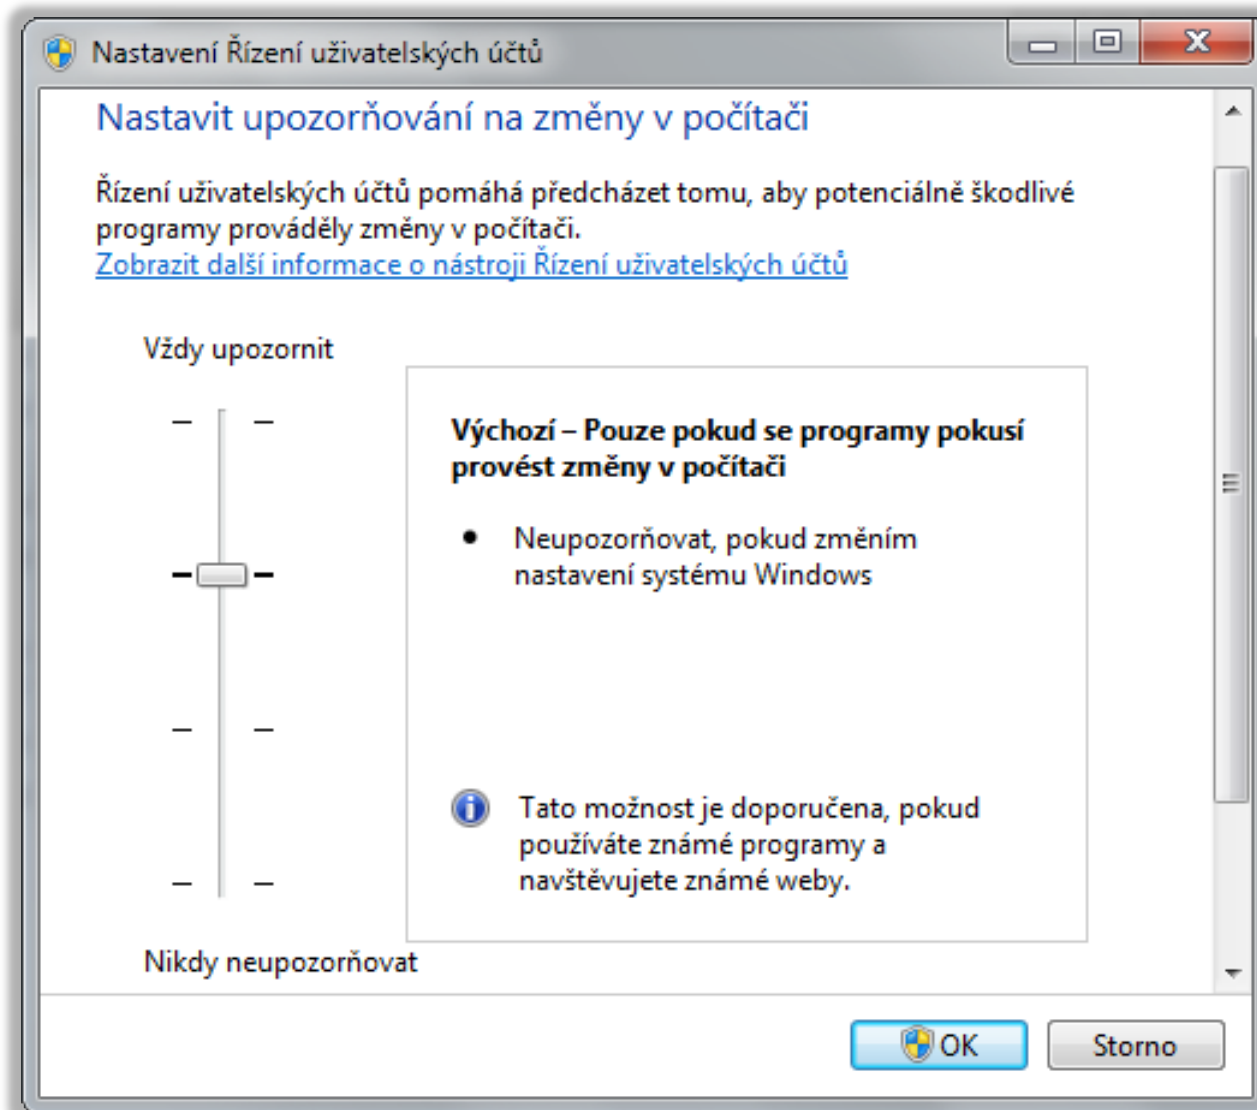 Nastavení Řízení uživatelských účtů
Nastavit upozorňování na změny v počítači
Řízení uživatelských účtů pomáhá předcházet tomu, aby potenciálně škodlivé
programy prováděly změny v počítači.
Zobrazit další informace o nástroji Řízení uživatelských účtů
Vždy upozornit
Výchozí – Pouze pokud se programy pokusí
provést změny v počítači
• Neupozorňovat, pokud změním
nastavení systému Windows
Tato možnost je doporučena, pokud
používáte známé programy a
navštěvujete známé weby.
Nikdy neupozorňovat
OK
Storno